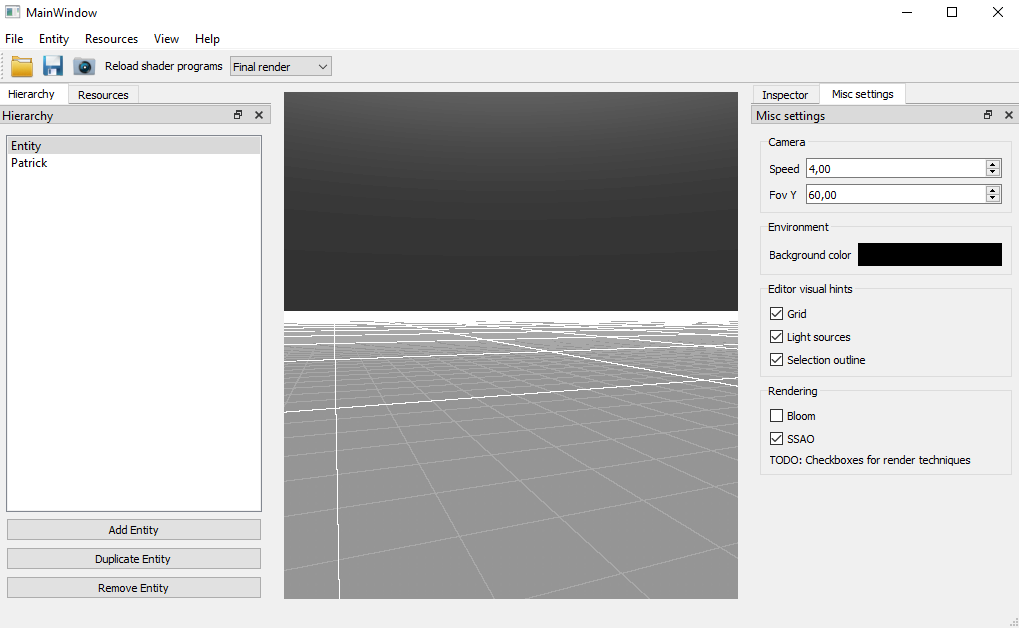 MainWindow
File Entity Resources View Help
Reload shader programs Final render
Hierarchy Resources
Hierarchy
Entity
Patrick
Add Entity
Duplicate Entity
Remove Entity
Inspector Misc settings
Misc settings
Camera
Speed 4,00
Fov Y 60,00
Environment
Background color
Editor visual hints
Grid
Light sources
Selection outline
Rendering
Bloom
SSAO
TODO: Checkboxes for render techniques